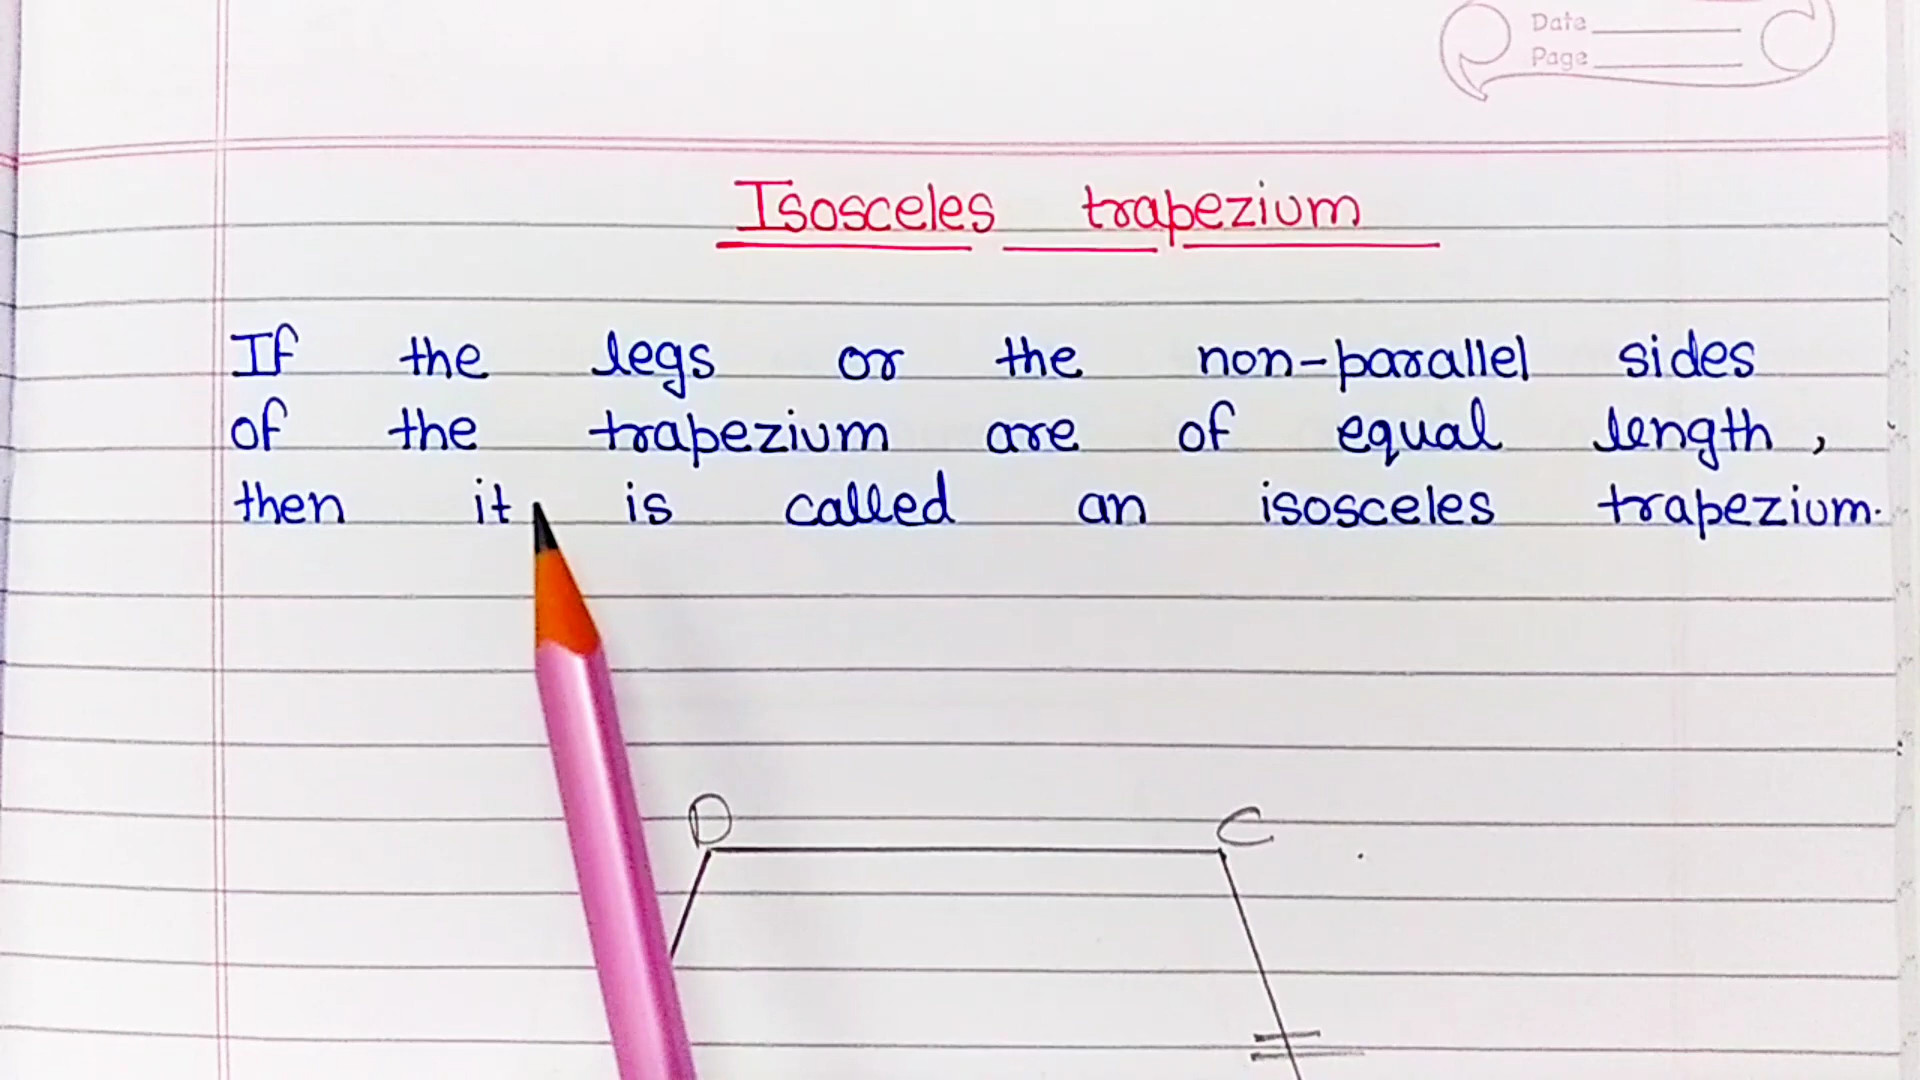 Date
Page
Isosceles trapezium
If the legs or the non-parallel sides
of the trapezium are of equal length,
then it is called an isosceles trapezium.
D C